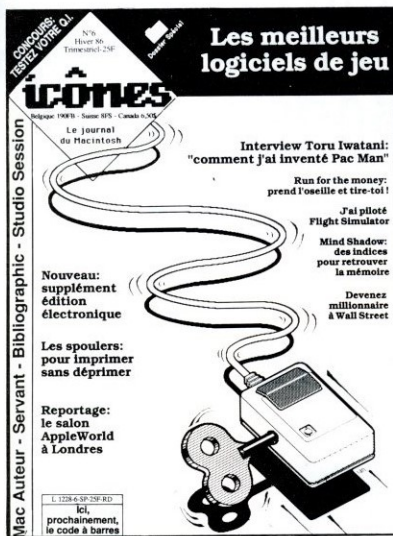 CONCOURS:
TESTEZ VOTRE Q.I.
N°6
Hiver 86
Trimestriel-25F
Dossier Spécial
Les meilleurs
logiciels de jeu
icônes
Belgique 190FB - Suisse 8FS - Canada 6,50$
Le journal
du Macintosh
Interview Toru Iwatani:
"comment j'ai inventé Pac Man"
Run for the money:
prend l'oseille et tire-toi !
J'ai piloté
Flight Simulator
Mind Shadow:
des indices
pour retrouver
la mémoire
Devenez
millionnaire
à Wall Street
Nouveau:
supplément
édition
électronique
Les spoulers:
pour imprimer
sans déprimer
Reportage:
le salon
AppleWorld
à Londres
Mac Auteur - Servant - Bibliographic - Studio Session
L 1228-6-SP-25F-RD
Ici,
prochainement,
le code à barres